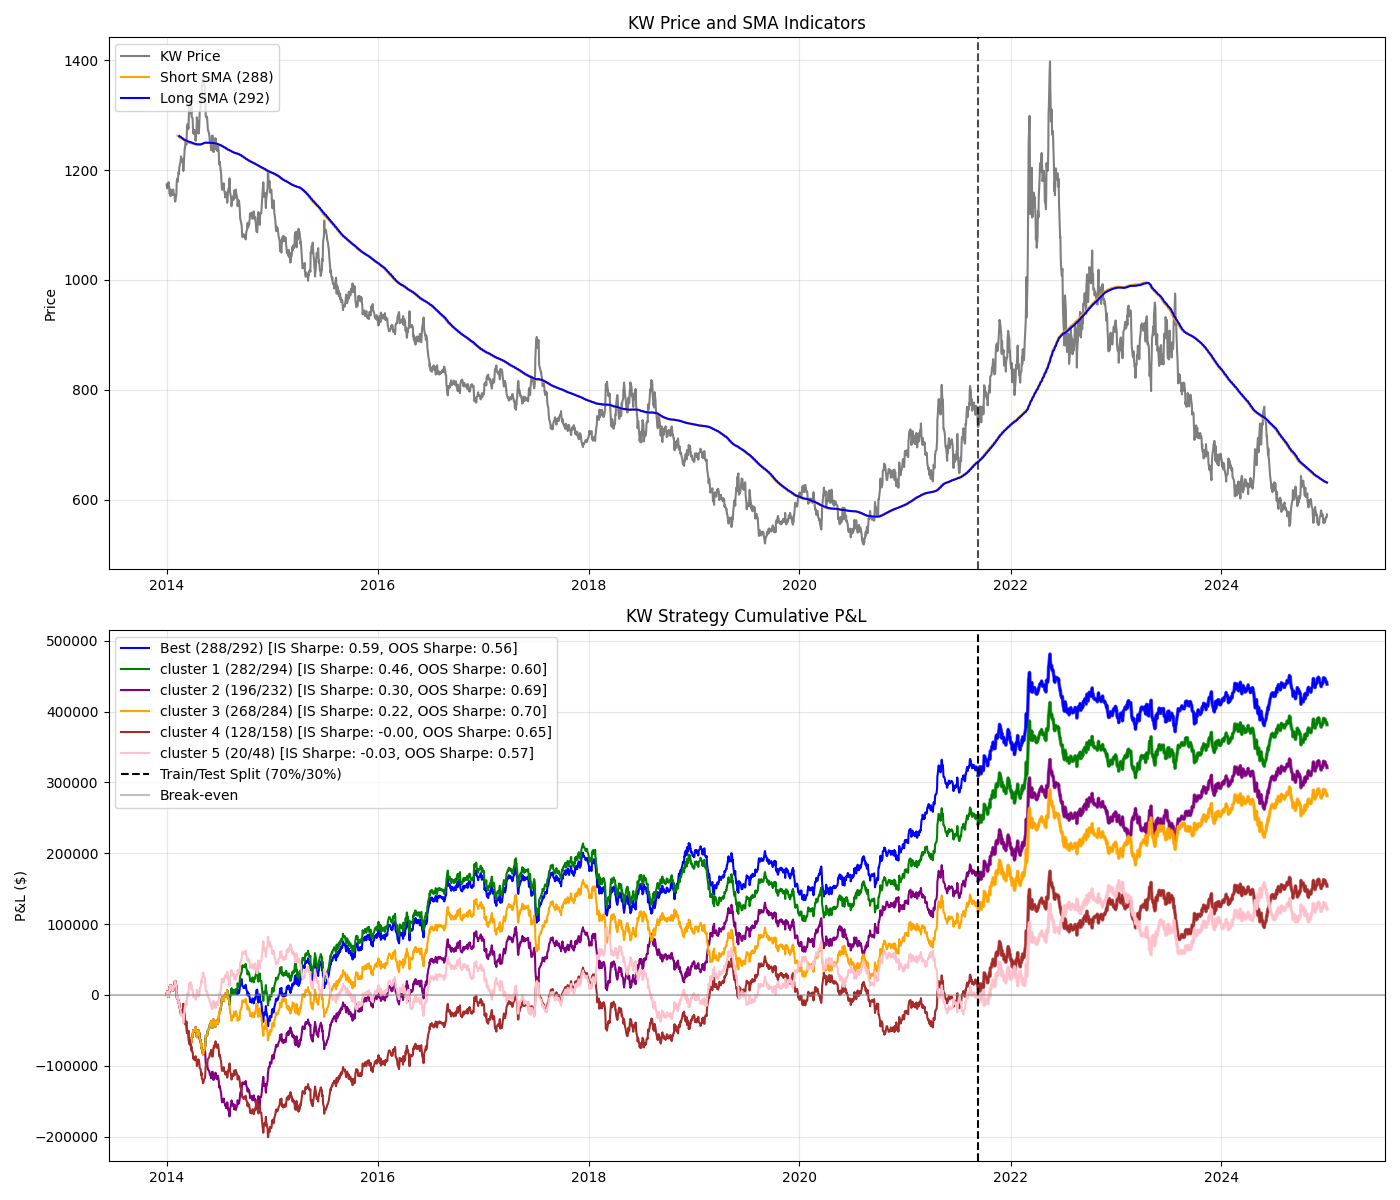 KW Price and SMA Indicators
KW Price
Short SMA (288)
Long SMA (292)
Price
1400
1200
1000
800
600
2014
2016
2018
2020
2022
2024
KW Strategy Cumulative P&L
Best (288/292) [IS Sharpe: 0.59, OOS Sharpe: 0.56]
cluster 1 (282/294) [IS Sharpe: 0.46, OOS Sharpe: 0.60]
cluster 2 (196/232) [IS Sharpe: 0.30, OOS Sharpe: 0.69]
cluster 3 (268/284) [IS Sharpe: 0.22, OOS Sharpe: 0.70]
cluster 4 (128/158) [IS Sharpe: -0.00, OOS Sharpe: 0.65]
cluster 5 (20/48) [IS Sharpe: -0.03, OOS Sharpe: 0.57]
Train/Test Split (70%/30%)
Break-even
P&L ($)
500000
400000
300000
200000
100000
0
−100000
−200000
2014
2016
2018
2020
2022
2024